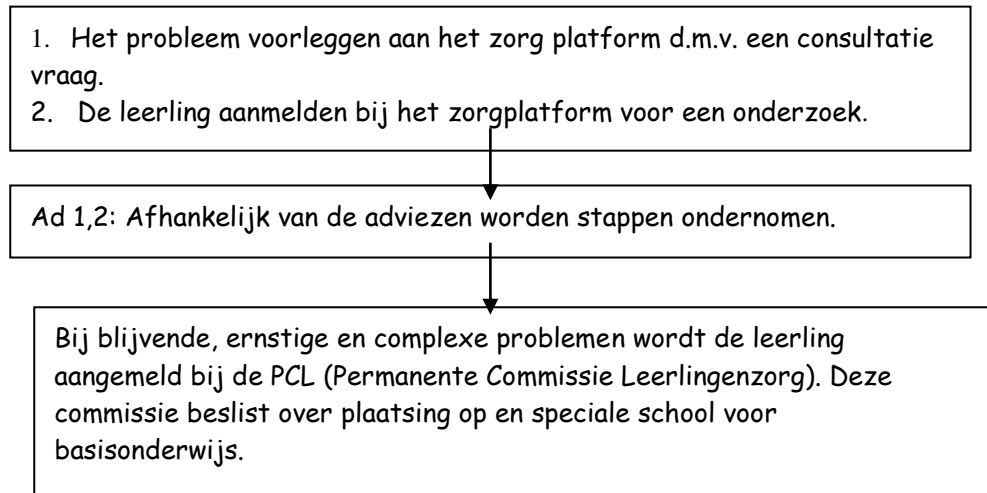 1. Het probleem voorleggen aan het zorg platform d.m.v. een consultatie
vraag.
2. De leerling aanmelden bij het zorgplatform voor een onderzoek.
Ad 1,2: Afhankelijk van de adviezen worden stappen ondernomen.
Bij blijvende, ernstige en complexe problemen wordt de leerling
aangemeld bij de PCL (Permanente Commissie Leerlingenzorg). Deze
commissie beslist over plaatsing op en speciale school voor
basisonderwijs.